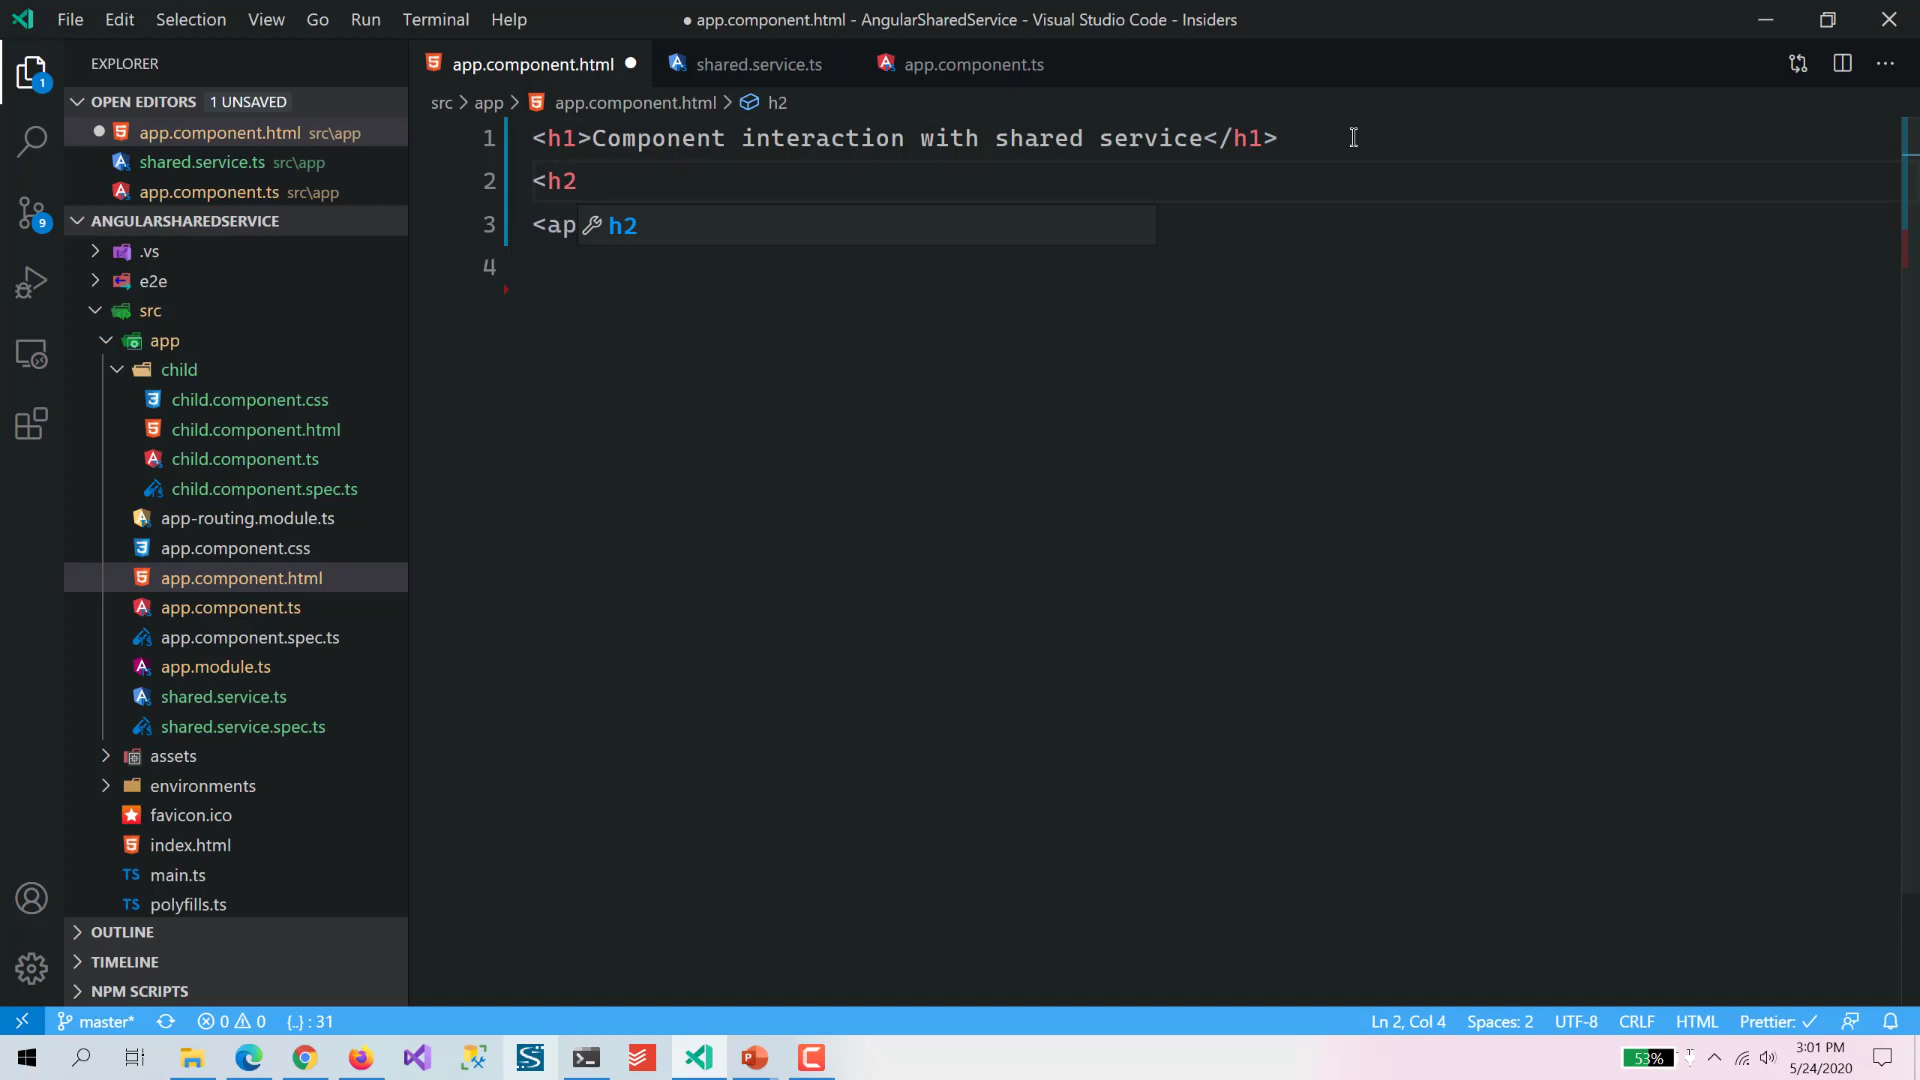 File Edit Selection View Go Run Terminal Help
● app.component.html - AngularSharedService - Visual Studio Code - Insiders
EXPLORER
1
app.component.html
shared.service.ts
app.component.ts
OPEN EDITORS 1 UNSAVED
app.component.html src\app
shared.service.ts src\app
app.component.ts src\app
9
ANGULARSHAREDSERVICE
.vs
e2e
src
app
child
child.component.css
child.component.html
child.component.ts
child.component.spec.ts
app-routing.module.ts
app.component.css
app.component.html
app.component.ts
app.component.spec.ts
app.module.ts
shared.service.ts
shared.service.spec.ts
assets
environments
favicon.ico
index.html
TS main.ts
TS polyfills.ts
OUTLINE
TIMELINE
NPM SCRIPTS
src > app > app.component.html > h2
1 <h1>Component interaction with shared service</h1>
2 <h2
3 <ap
h2
4
master* 0 0 {..} : 31
Ln 2, Col 4 Spaces: 2 UTF-8 CRLF HTML Prettier: ✓
53%
3:01 PM
5/24/2020